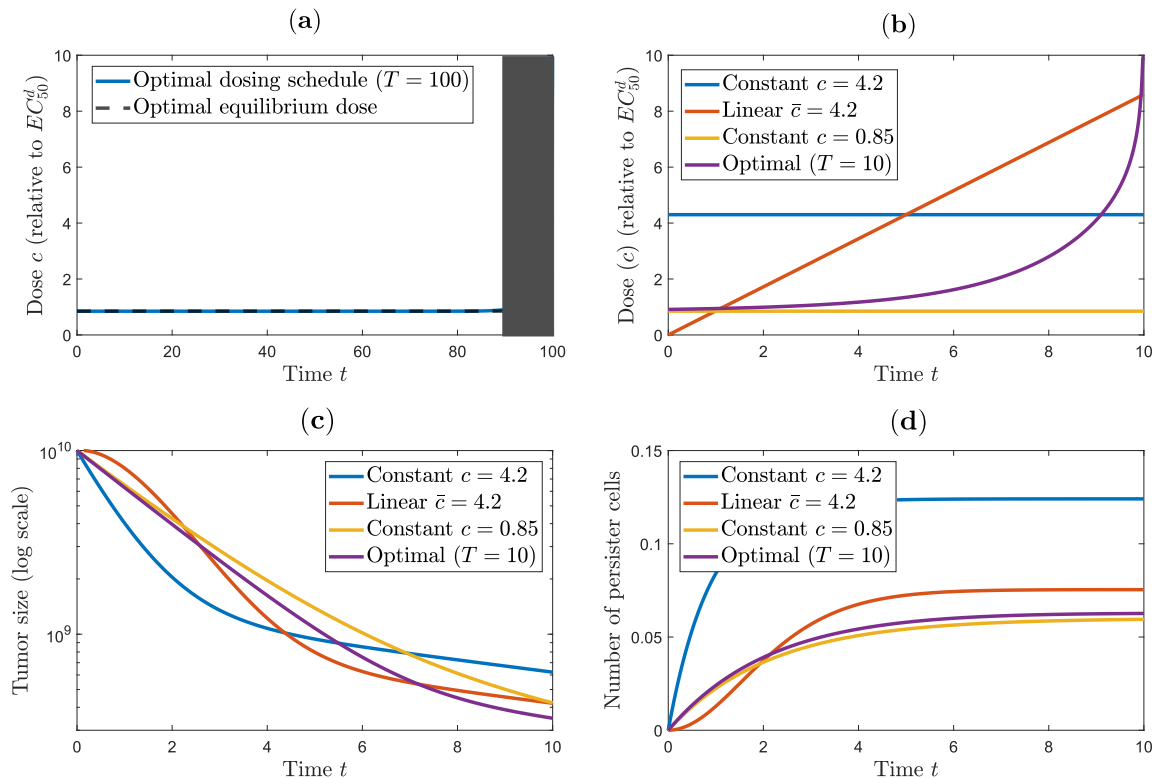 (a)
Dose c (relative to EC_{50}^{d})
10
8
6
4
2
0
Optimal dosing schedule (T = 100)
Optimal equilibrium dose
0 20 40 60 80 100
Time t
(b)
Dose (c) (relative to EC_{50}^{d})
10
8
6
4
2
0
Constant c = 4.2
Linear c̄ = 4.2
Constant c = 0.85
Optimal (T = 10)
0 2 4 6 8 10
Time t
(c)
Tumor size (log scale)
10^{10}
10^{9}
Constant c = 4.2
Linear c̄ = 4.2
Constant c = 0.85
Optimal (T = 10)
0 2 4 6 8 10
Time t
(d)
Number of persister cells
0.15
0.1
0.05
0
Constant c = 4.2
Linear c̄ = 4.2
Constant c = 0.85
Optimal (T = 10)
0 2 4 6 8 10
Time t